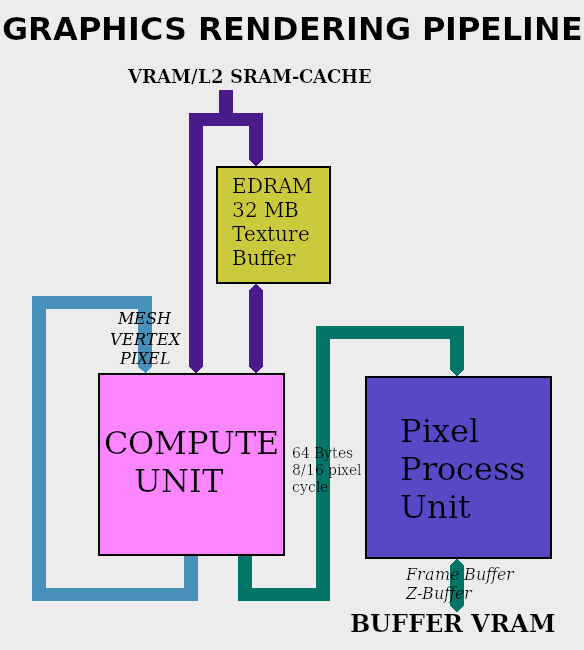 GRAPHICS RENDERING PIPELINE
VRAM/L2 SRAM-CACHE
EDRAM
32 MB
Texture
Buffer
MESH
VERTEX
PIXEL
COMPUTE
UNIT
64 Bytes
8/16 pixel
cycle
Pixel
Process
Unit
Frame Buffer
Z-Buffer
BUFFER VRAM